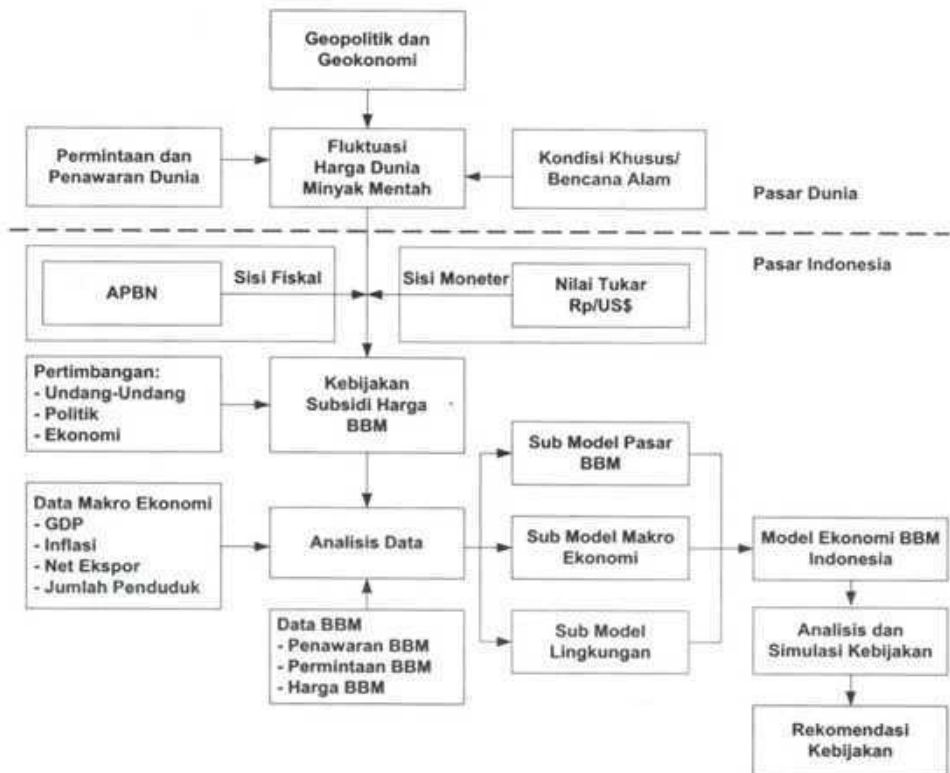 Geopolitik dan
Geokonomi
Permintaan dan
Penawaran Dunia
Fluktuasi
Harga Dunia
Minyak Mentah
Kondisi Khusus/
Bencana Alam
Pasar Dunia
Pasar Indonesia
APBN
Sisi Fiskal
Sisi Moneter
Nilai Tukar
Rp/US$
Pertimbangan:
- Undang-Undang
- Politik
- Ekonomi
Kebijakan
Subsidi Harga
BBM
Data Makro Ekonomi
- GDP
- Inflasi
- Net Ekspor
- Jumlah Penduduk
Analisis Data
Data BBM
- Penawaran BBM
- Permintaan BBM
- Harga BBM
Sub Model Pasar
BBM
Sub Model Makro
Ekonomi
Sub Model
Lingkungan
Model Ekonomi BBM
Indonesia
Analisis dan
Simulasi Kebijakan
Rekomendasi
Kebijakan